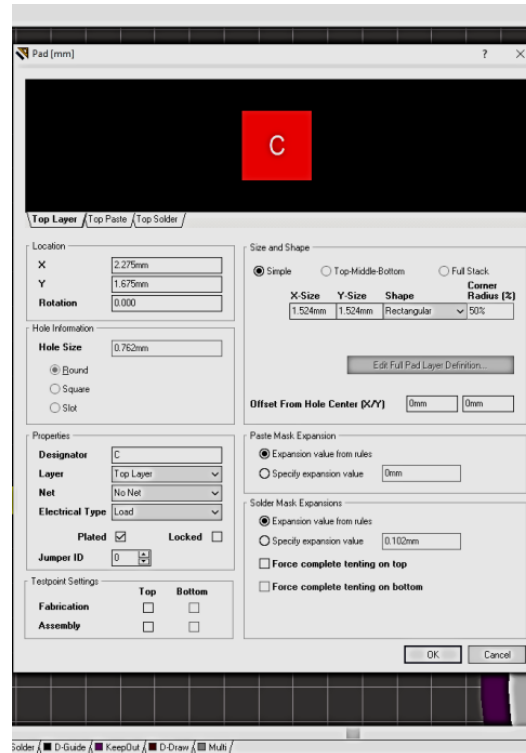 Pad [mm]
?
C
Top Layer Top Paste Top Solder
Location
X 2.275mm
Y 1.675mm
Rotation 0.000
Hole Information
Hole Size 0.762mm
Round
Square
Slot
Properties
Designator C
Layer Top Layer
Net No Net
Electrical Type Load
Plated Locked
Jumper ID 0
Testpoint Settings
Top Bottom
Fabrication
Assembly
Size and Shape
Simple Top-Middle-Bottom Full Stack
X-Size Y-Size Shape Corner Radius (%)
1.524mm 1.524mm Rectangular 50%
Edit Full Pad Layer Definition...
Offset From Hole Center (X/Y) 0mm 0mm
Paste Mask Expansion
Expansion value from rules
Specify expansion value 0mm
Solder Mask Expansions
Expansion value from rules
Specify expansion value 0.102mm
Force complete tenting on top
Force complete tenting on bottom
OK Cancel
Solder D-Guide KeepOut D-Draw Multi